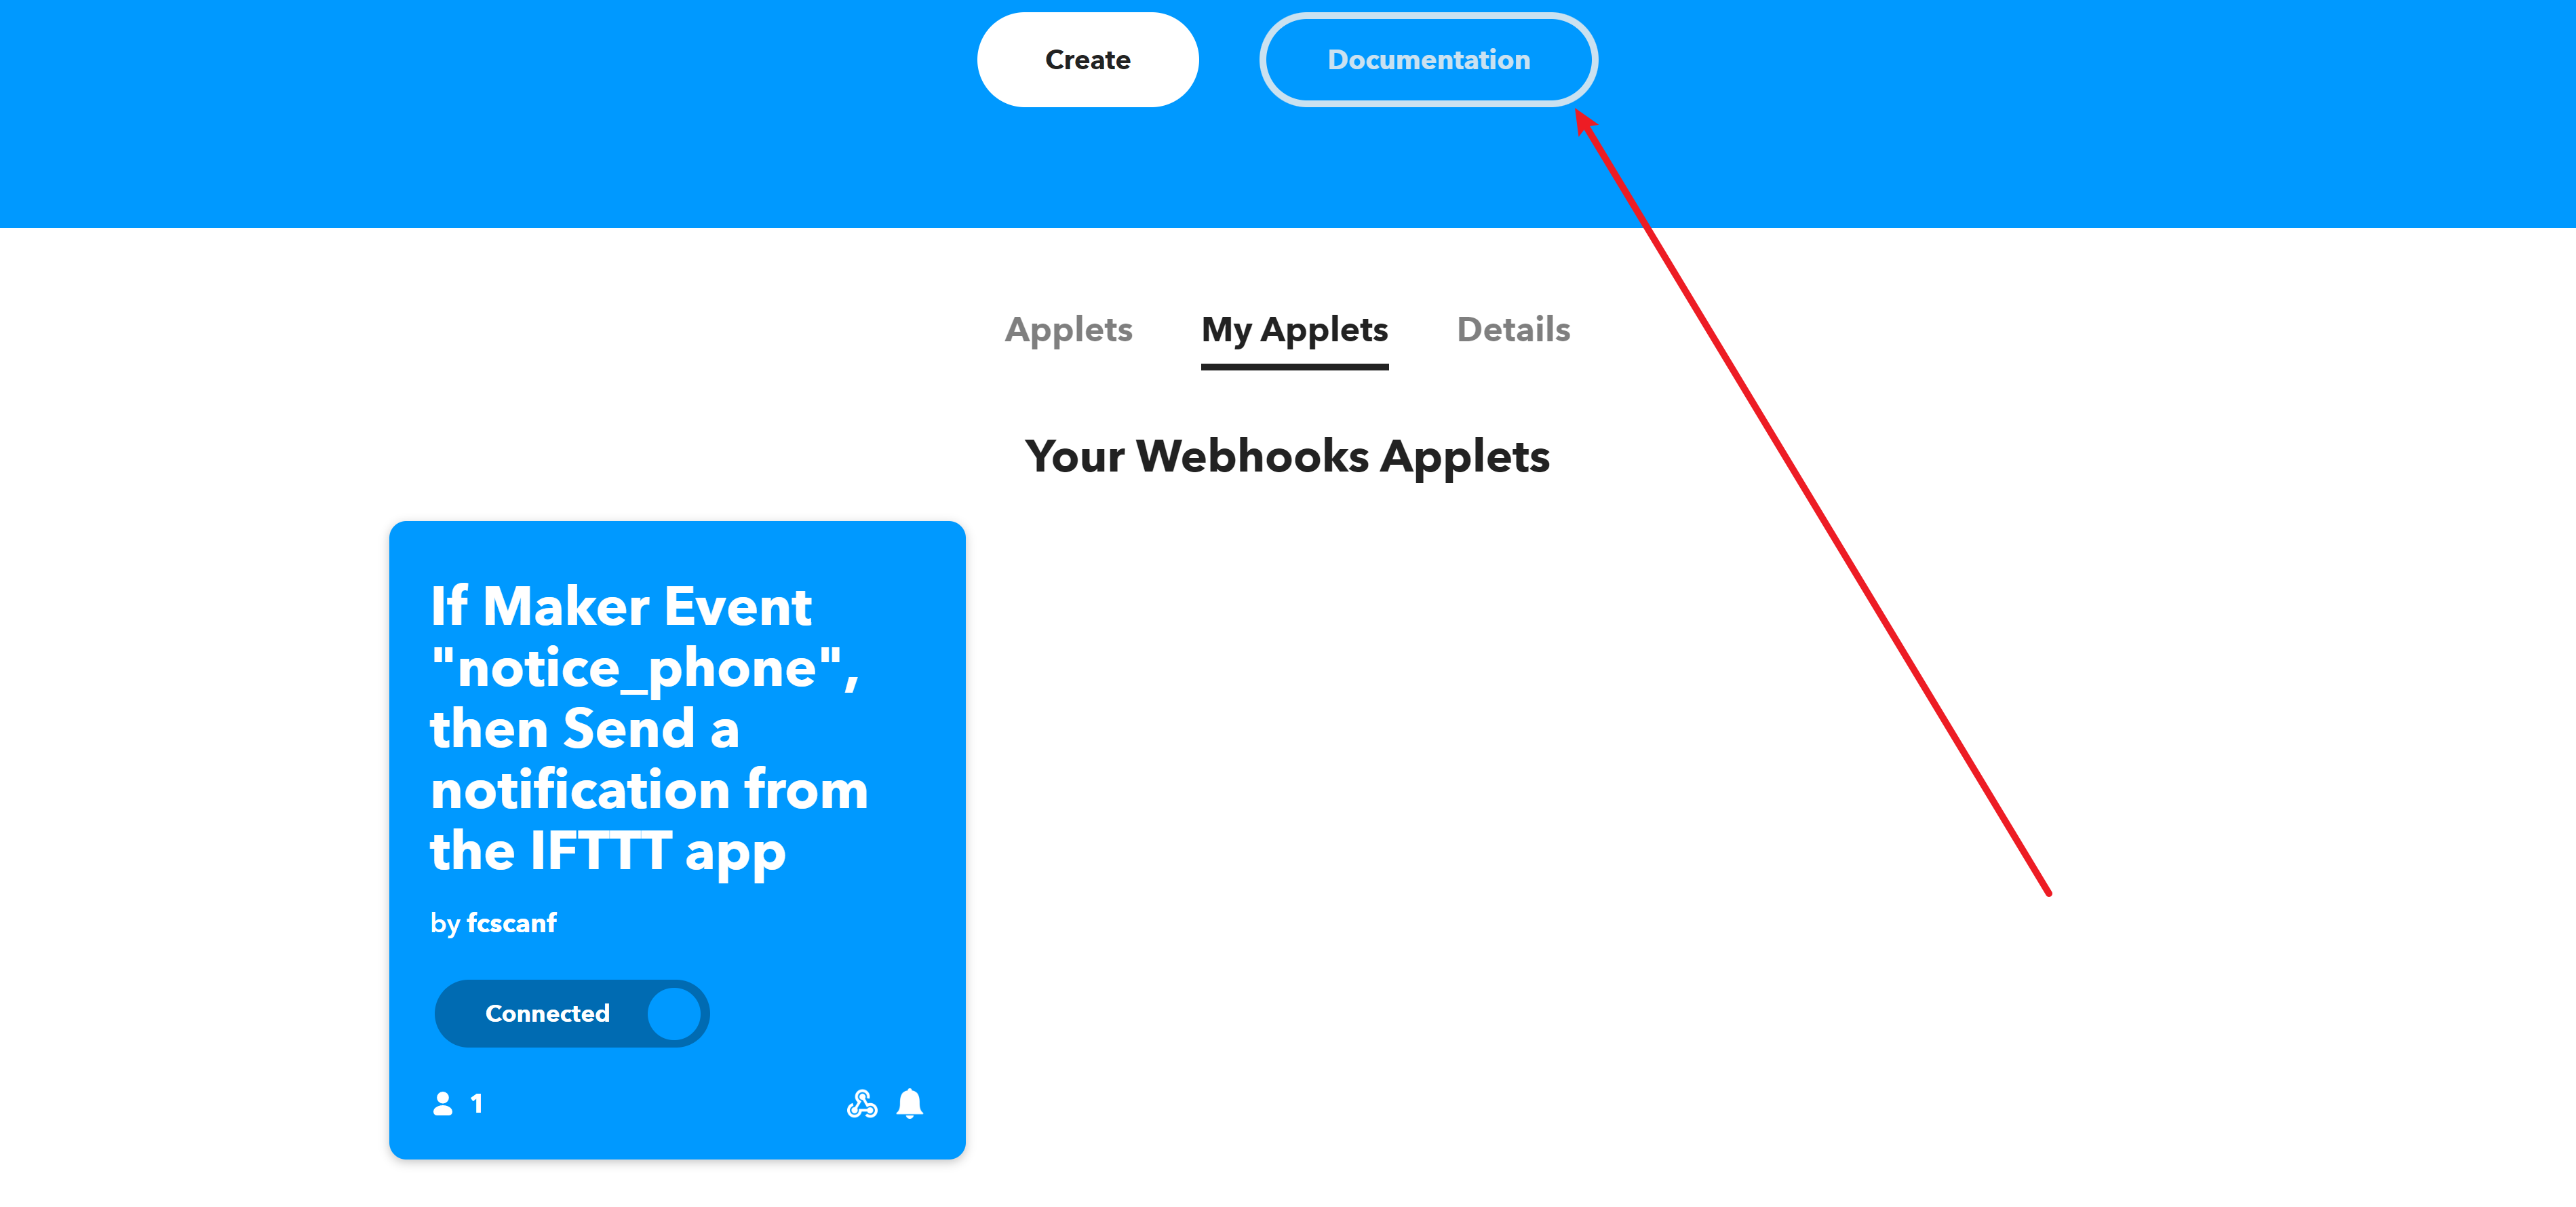 Create
Documentation
Applets
My Applets
Details
Your Webhooks Applets
If Maker Event
"notice_phone",
then Send a
notification from
the IFTTT app
by fcscanf
Connected
1